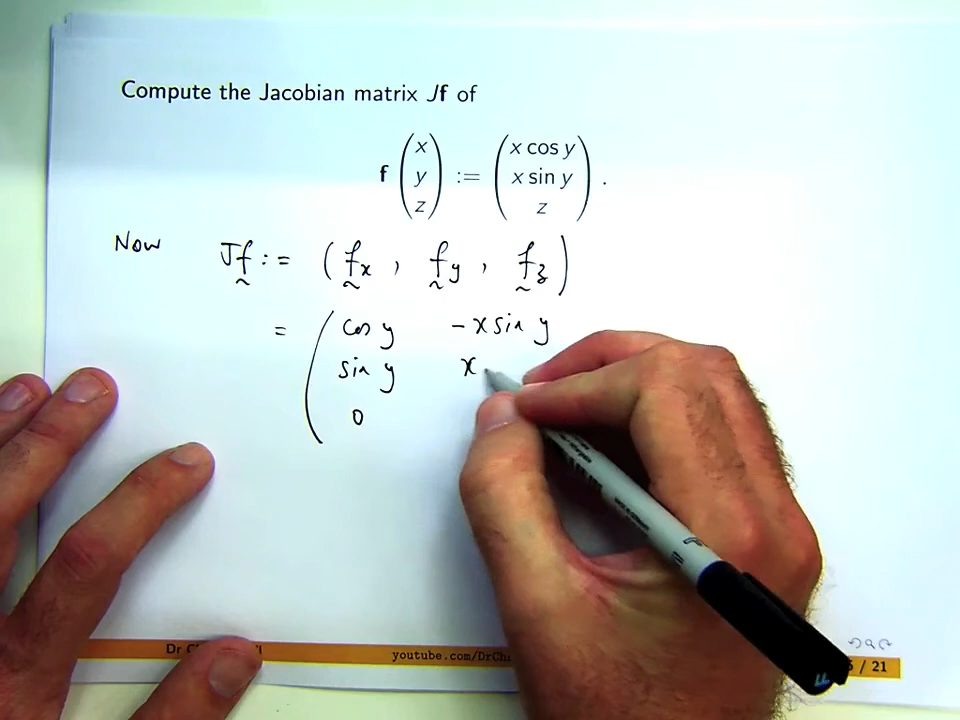 Compute the Jacobian matrix Jf of
f (x y z) := (x cos y x sin y z) .
Now Jf := (fx , fy , fz)
= ( cos y -x sin y
sin y x
0
youtube.com/DrCh
/ 21